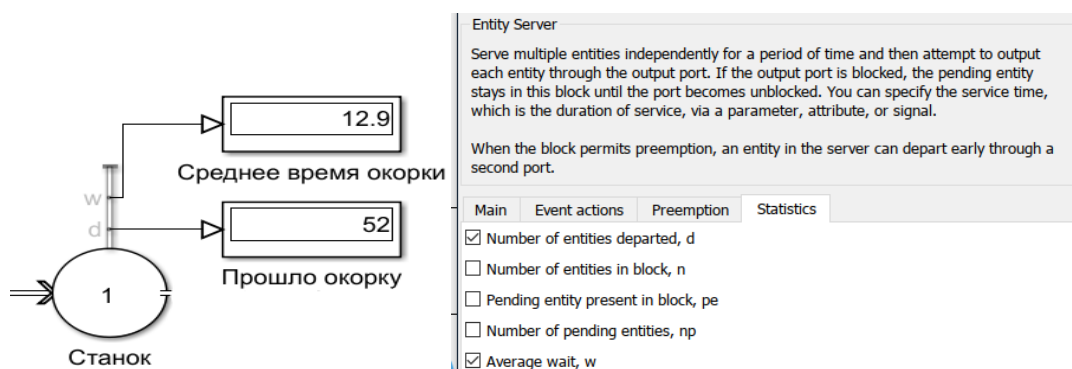 12.9
Среднее время окорки
w
d
52
Прошло окорку
1
Станок
Entity Server
Serve multiple entities independently for a period of time and then attempt to output
each entity through the output port. If the output port is blocked, the pending entity
stays in this block until the port becomes unblocked. You can specify the service time,
which is the duration of service, via a parameter, attribute, or signal.
When the block permits preemption, an entity in the server can depart early through a
second port.
Main Event actions Preemption Statistics
Number of entities departed, d
Number of entities in block, n
Pending entity present in block, pe
Number of pending entities, np
Average wait, w